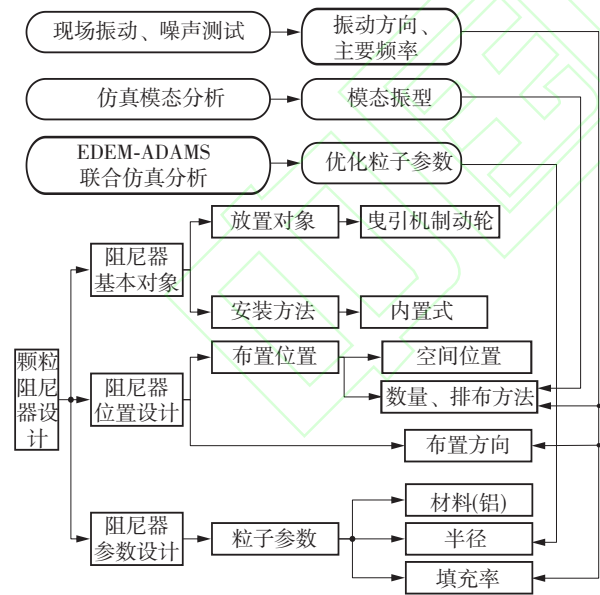 现场振动、噪声测试
振动方向、
主要频率
仿真模态分析
模态振型
EDEM-ADAMS
联合仿真分析
优化粒子参数
放置对象
曳引机制动轮
阻尼器
基本对象
安装方法
内置式
颗粒
阻尼
器设
计
布置位置
空间位置
阻尼器
位置设计
数量、排布方法
布置方向
材料(铝)
阻尼器
参数设计
粒子参数
半径
填充率